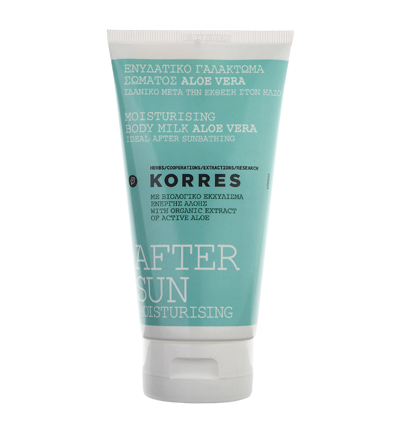 ΕΝΥΔΑΤΙΚΟ ΓΑΛΑΚΤΩΜΑ
ΣΩΜΑΤΟΣ ALOE VERA
ΙΔΑΝΙΚΟ ΜΕΤΑ ΤΗΝ ΕΚΘΕΣΗ ΣΤΟΝ ΗΛΙΟ
MOISTURISING
BODY MILK ALOE VERA
IDEAL AFTER SUNBATHING
HERBS/COOPERATIONS/EXTRACTIONS/RESEARCH
KORRES
ΜΕ ΒΙΟΛΟΓΙΚΟ ΕΚΧΥΛΙΣΜΑ
ΕΝΕΡΓΗΣ ΑΛΟΗΣ
WITH ORGANIC EXTRACT
OF ACTIVE ALOE
AFTER
SUN
MOISTURISING